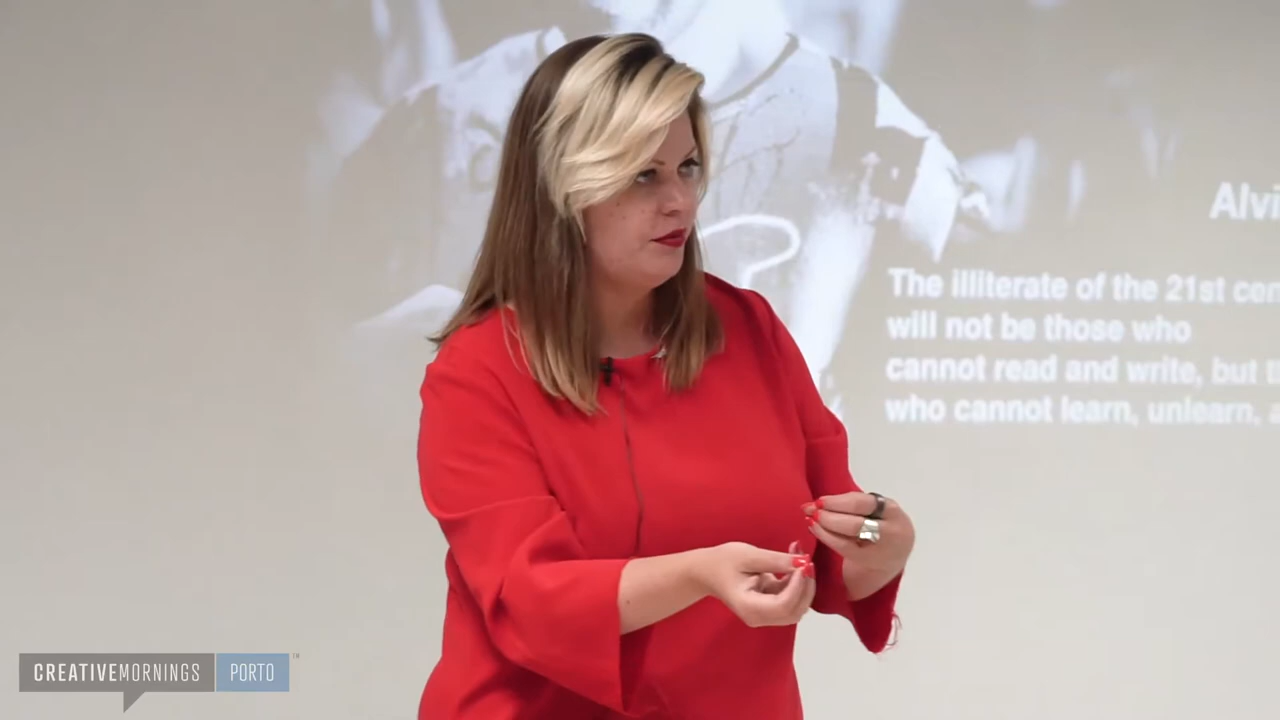 Alvi
The illiterate of the 21st cen
will not be those who
cannot read and write, but t
who cannot learn, unlearn, a
CREATIVEMORNINGS PORTO ™